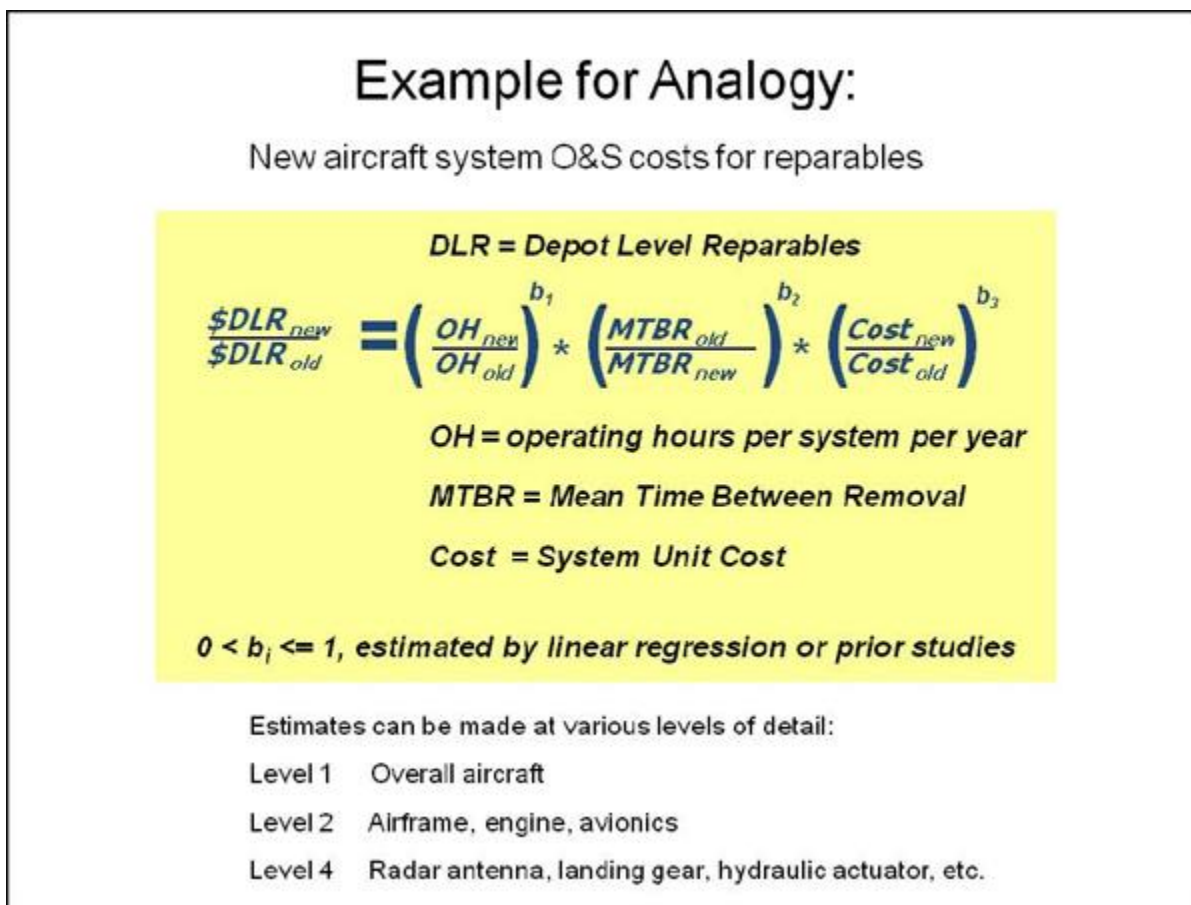 Example for Analogy:
New aircraft system O&S costs for reparables
DLR = Depot Level Reparables
$DLR new / $DLR old = ( OH new / OH old ) b1 * ( MTBR old / MTBR new ) b2 * ( Cost new / Cost old ) b3
OH = operating hours per system per year
MTBR = Mean Time Between Removal
Cost = System Unit Cost
0 < bi <= 1, estimated by linear regression or prior studies
Estimates can be made at various levels of detail:
Level 1 Overall aircraft
Level 2 Airframe, engine, avionics
Level 4 Radar antenna, landing gear, hydraulic actuator, etc.